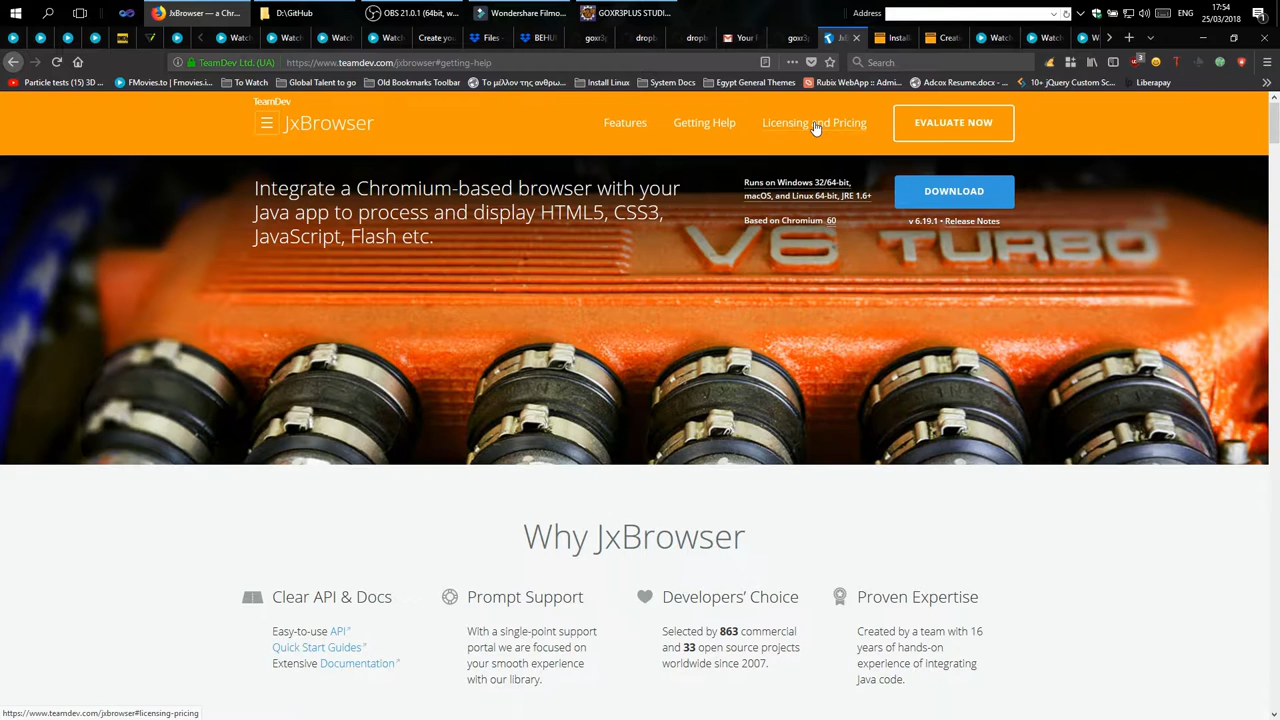 JxBrowser — a Chr...
D:\GitHub
OBS 21.0.1 (64bit, w...
Wondershare Filmo...
GOXR3PLUS STUDI...
Address
ENG
17:54
25/03/2018
Watch
Watch
Watch
Watch
Create you
Files -
BEHU
goxr3
dropb
dropb
Your F
goxr3
JxB
Install
Create
Watch
Watch
W
TeamDev Ltd. (UA)
https://www.teamdev.com/jxbrowser#getting-help
Search
Particle tests (15) 3D ...
FMovies.to | Fmovies.i...
To Watch
Global Talent to go
Old Bookmarks Toolbar
Το μέλλον της ανθρω...
Install Linux
System Docs
Egypt General Themes
Rubix WebApp :: Admi...
Adcox Resume.docx - ...
10+ jQuery Custom Sc...
Liberapay
TeamDev
JxBrowser
Features
Getting Help
Licensing and Pricing
EVALUATE NOW
Integrate a Chromium-based browser with your
Java app to process and display HTML5, CSS3,
JavaScript, Flash etc.
Runs on Windows 32/64-bit,
macOS, and Linux 64-bit, JRE 1.6+
Based on Chromium 60
DOWNLOAD
v 6.19.1 • Release Notes
V6 TURBO
Why JxBrowser
Clear API & Docs
Easy-to-use API
Quick Start Guides
Extensive Documentation
Prompt Support
With a single-point support
portal we are focused on
your smooth experience
with our library.
Developers’ Choice
Selected by 863 commercial
and 33 open source projects
worldwide since 2007.
Proven Expertise
Created by a team with 16
years of hands-on
experience of integrating
Java code.
https://www.teamdev.com/jxbrowser#licensing-pricing